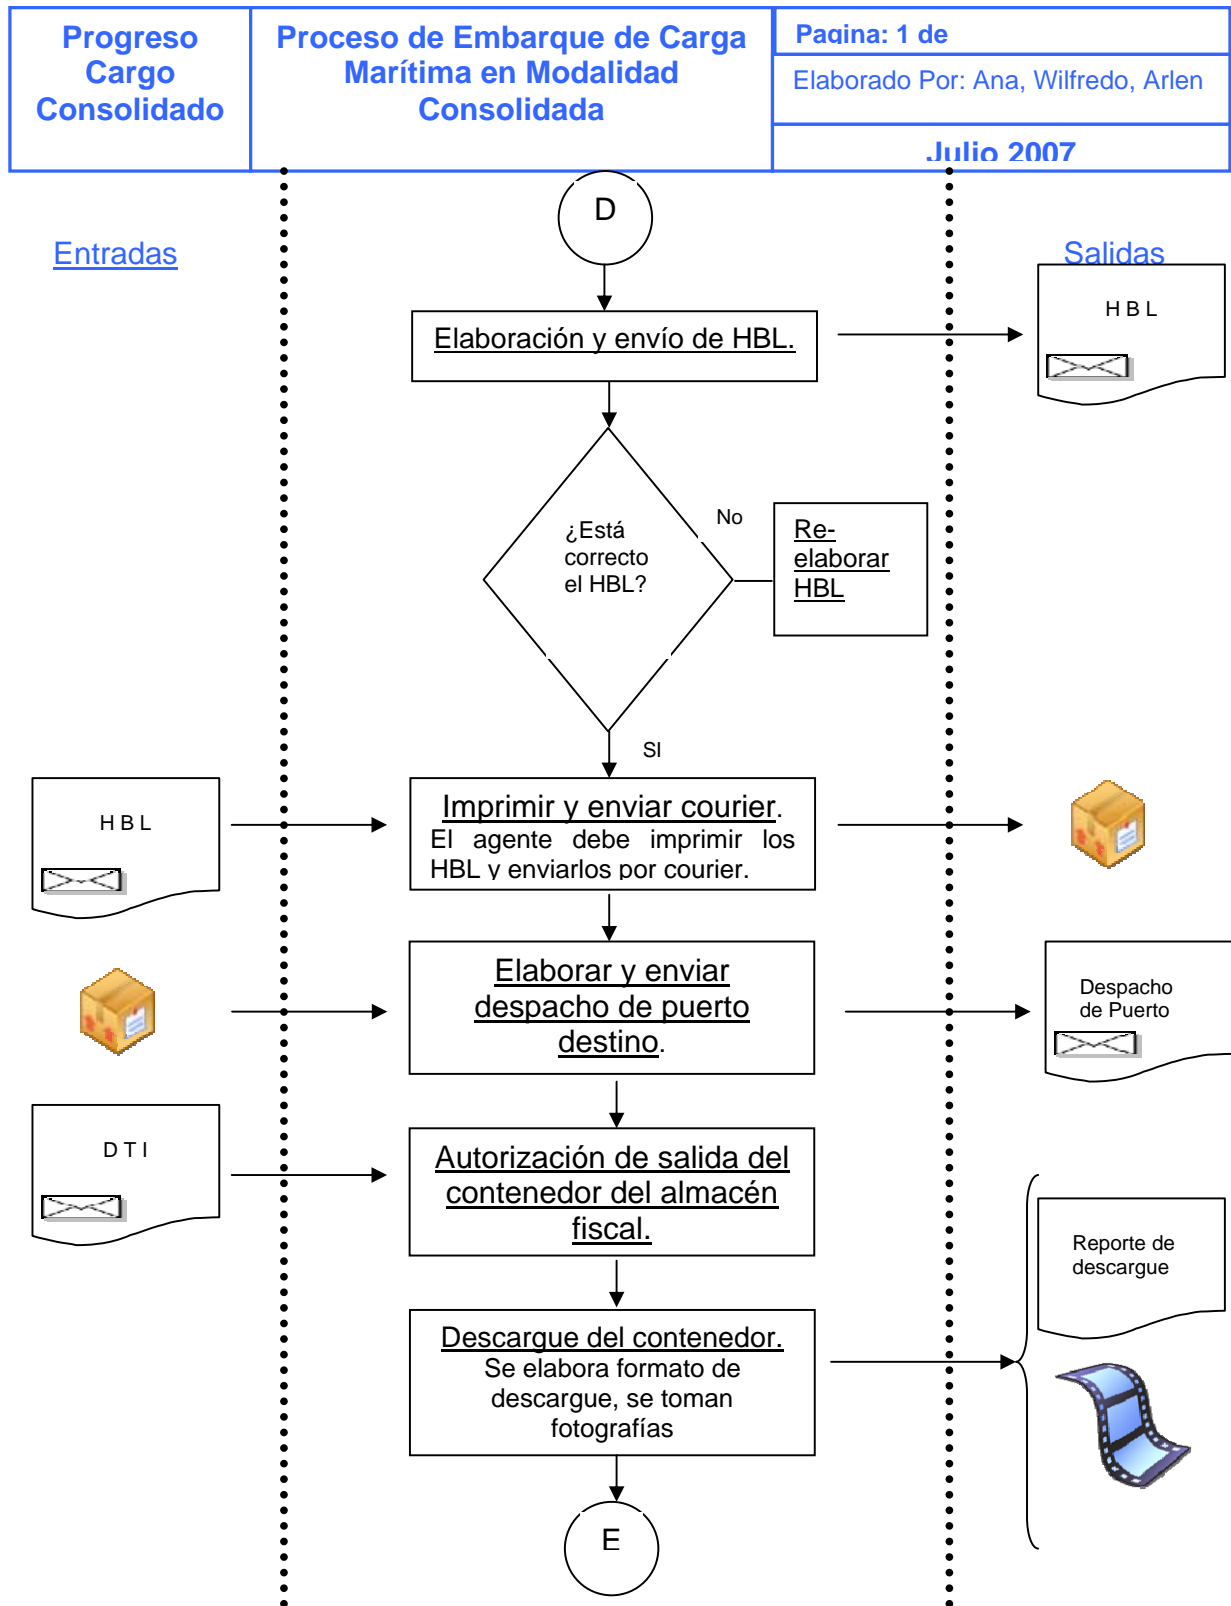 Progreso
Cargo
Consolidado
Proceso de Embarque de Carga
Marítima en Modalidad
Consolidada
Pagina: 1 de
Elaborado Por: Ana, Wilfredo, Arlen
Julio 2007
D
Entradas
Salidas
Elaboración y envío de HBL.
H B L
¿Está
correcto
el HBL?
No
Re-
elaborar
HBL
SI
H B L
Imprimir y enviar courier.
El agente debe imprimir los
HBL y enviarlos por courier.
Elaborar y enviar
despacho de puerto
destino.
Despacho
de Puerto
D T I
Autorización de salida del
contenedor del almacén
fiscal.
Reporte de
descargue
Descargue del contenedor.
Se elabora formato de
descargue, se toman
fotografías
E